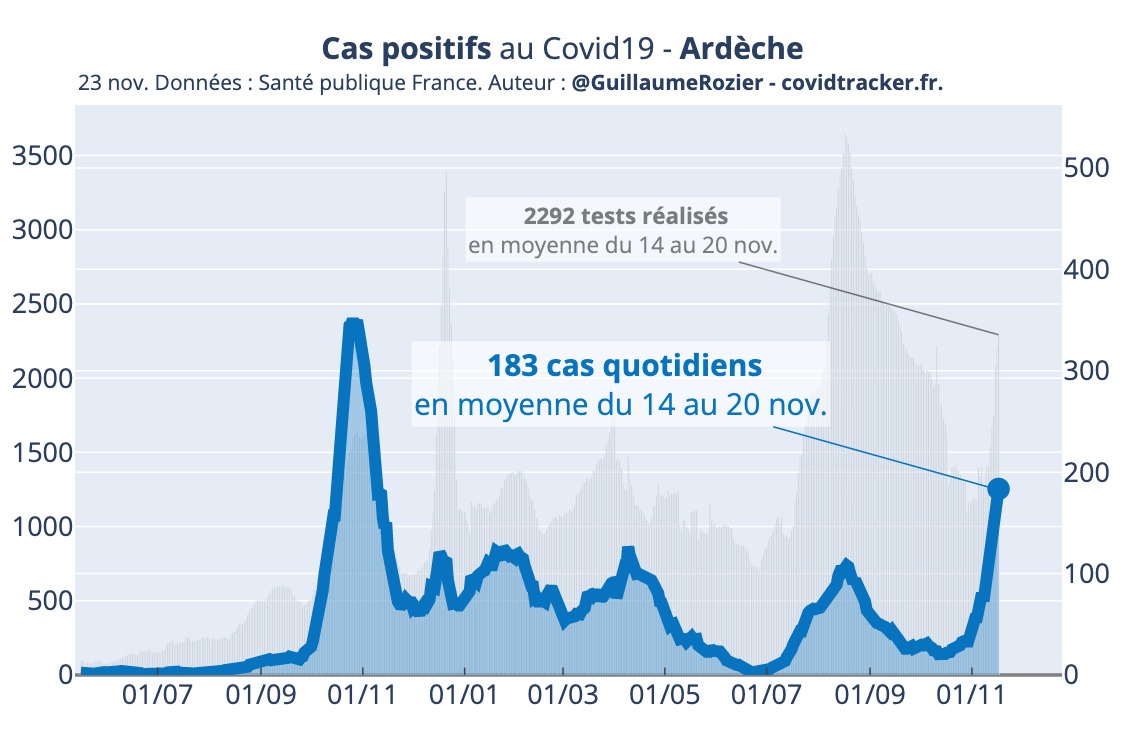 Cas positifs au Covid19 - Ardèche
23 nov. Données : Santé publique France. Auteur : @GuillaumeRozier - covidtracker.fr.
3500
500
2292 tests réalisés
3000
en moyenne du 14 au 20 nov.
400
2500
183 cas quotidiens
300
2000
en moyenne du 14 au 20 nov.
1500
200
1000
100
500
0
0
01/07 01/09 01/11 01/01 01/03 01/05 01/07 01/09 01/11